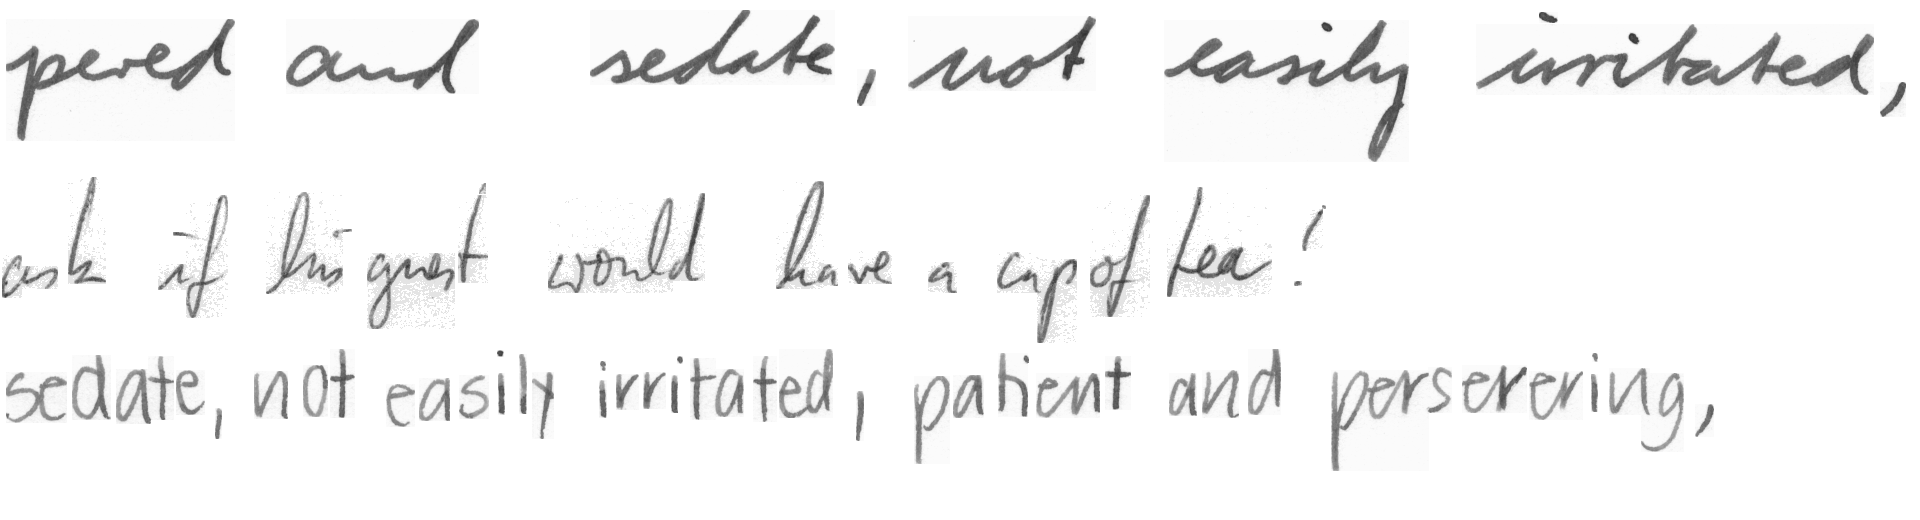 pered and sedate, not easily irritated,
ask if his guest would have a cup of tea!
sedate, not easily irritated, patient and perserering,